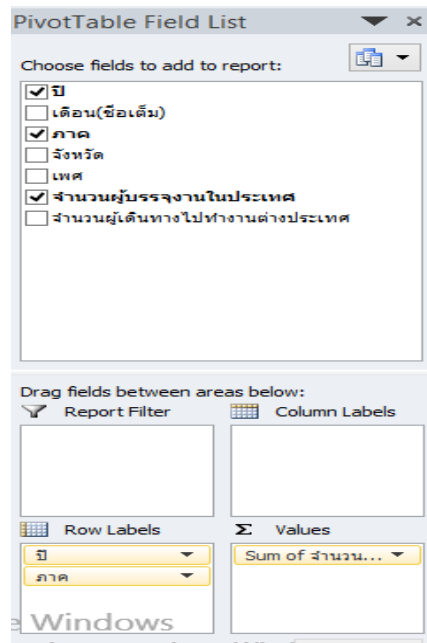 PivotTable Field List
Choose fields to add to report:
ปี
เดือน(ชื่อเต็ม)
ภาค
จังหวัด
เพศ
จำนวนผู้บรรจุงานในประเทศ
จำนวนผู้เดินทางไปทำงานต่างประเทศ
Drag fields between areas below:
Report Filter
Column Labels
Row Labels
Σ Values
ปี
Sum of จำนวน...
ภาค
e Windows